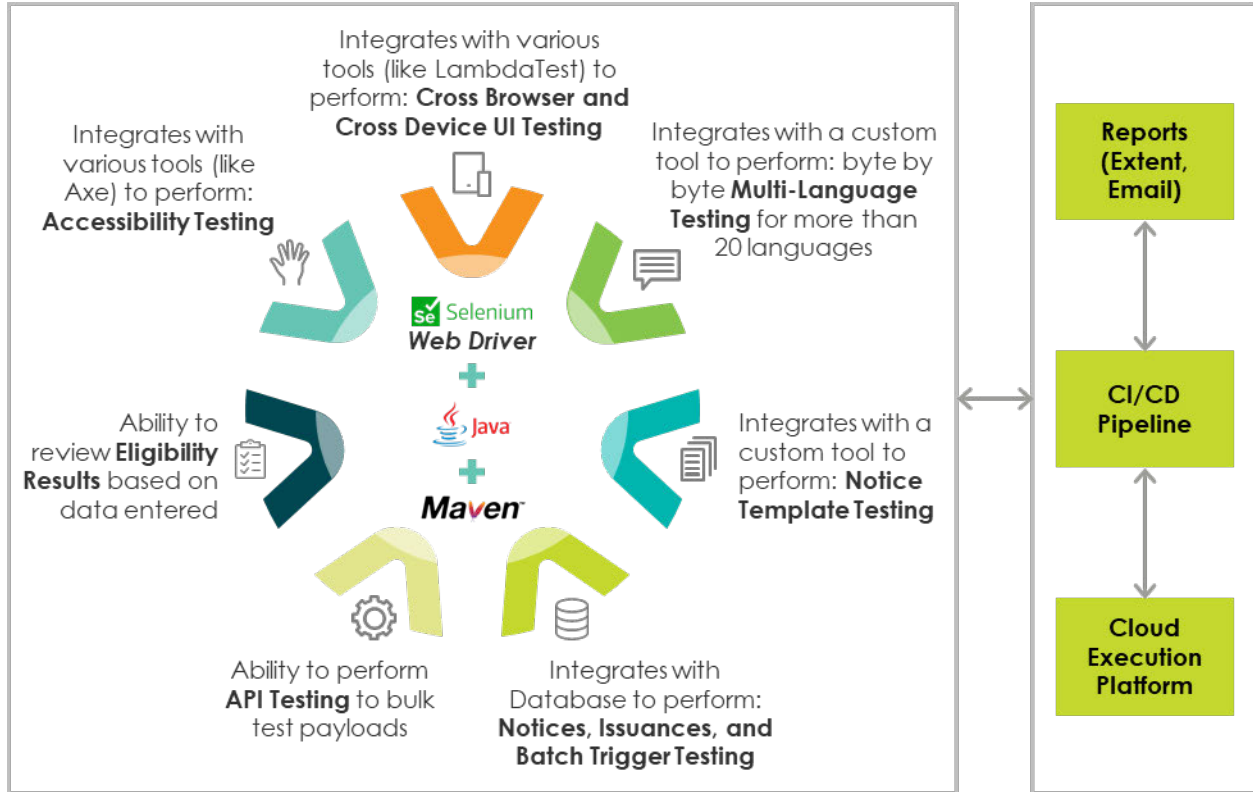 Integrates with various
tools (like LambdaTest) to
perform: Cross Browser and
Cross Device UI Testing
Integrates with
various tools (like
Axe) to perform:
Accessibility Testing
Integrates with a custom
tool to perform: byte by
byte Multi-Language
Testing for more than
20 languages
Se Selenium
Web Driver
Java
Maven™
Ability to
review Eligibility
Results based on
data entered
Integrates with a
custom tool to
perform: Notice
Template Testing
Ability to perform
API Testing to bulk
test payloads
Integrates with
Database to perform:
Notices, Issuances, and
Batch Trigger Testing
Reports
(Extent,
Email)
CI/CD
Pipeline
Cloud
Execution
Platform